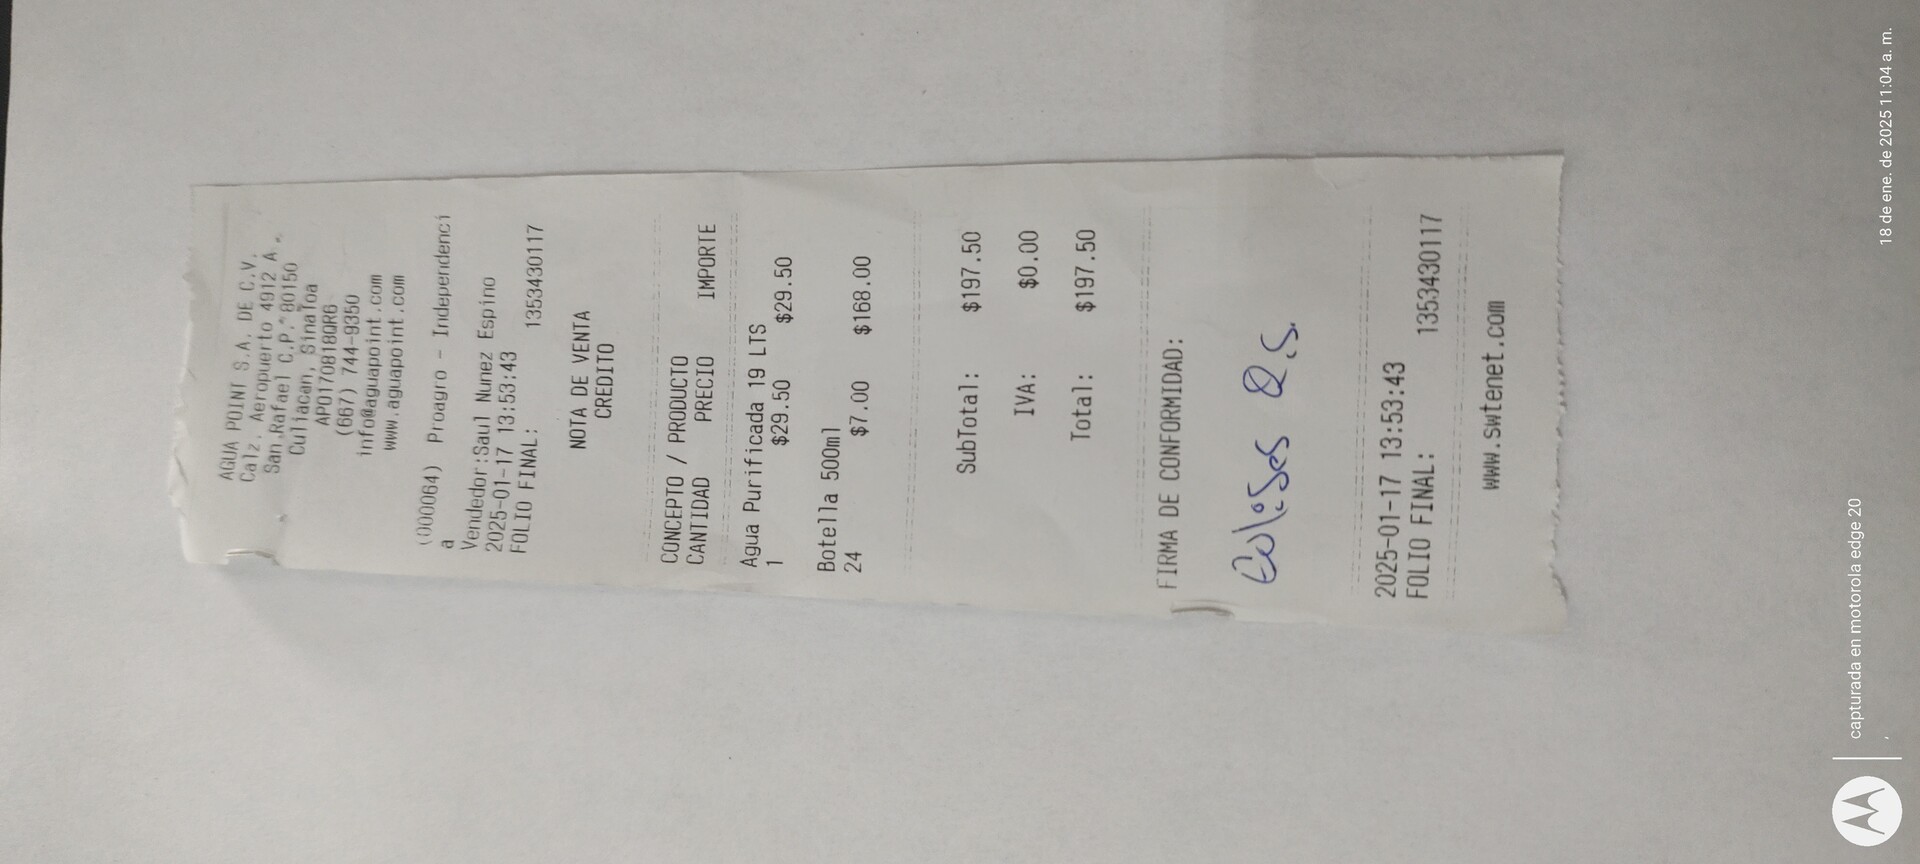 AGUA POINT S.A. DE C.V.
Calz. Aeropuerto 4912 A.
San Rafael C.P. 80150
Culiacan, Sinaloa
APO170818QR6
(667) 744-9350
info@aguapoint.com
www.aguapoint.com
(000064) Proagro - Independenci
a
Vendedor:Saul Nunez Espino
2025-01-17 13:53:43
FOLIO FINAL: 1353430117
NOTA DE VENTA
CREDITO
CONCEPTO / PRODUCTO
CANTIDAD PRECIO IMPORTE
Agua Purificada 19 LTS
1 $29.50 $29.50
Botella 500ml
24 $7.00 $168.00
SubTotal: $197.50
IVA: $0.00
Total: $197.50
FIRMA DE CONFORMIDAD:
2025-01-17 13:53:43
FOLIO FINAL: 1353430117
www.swtenet.com
capturada en motorola edge 20
18 de ene. de 2025 11:04 a. m.